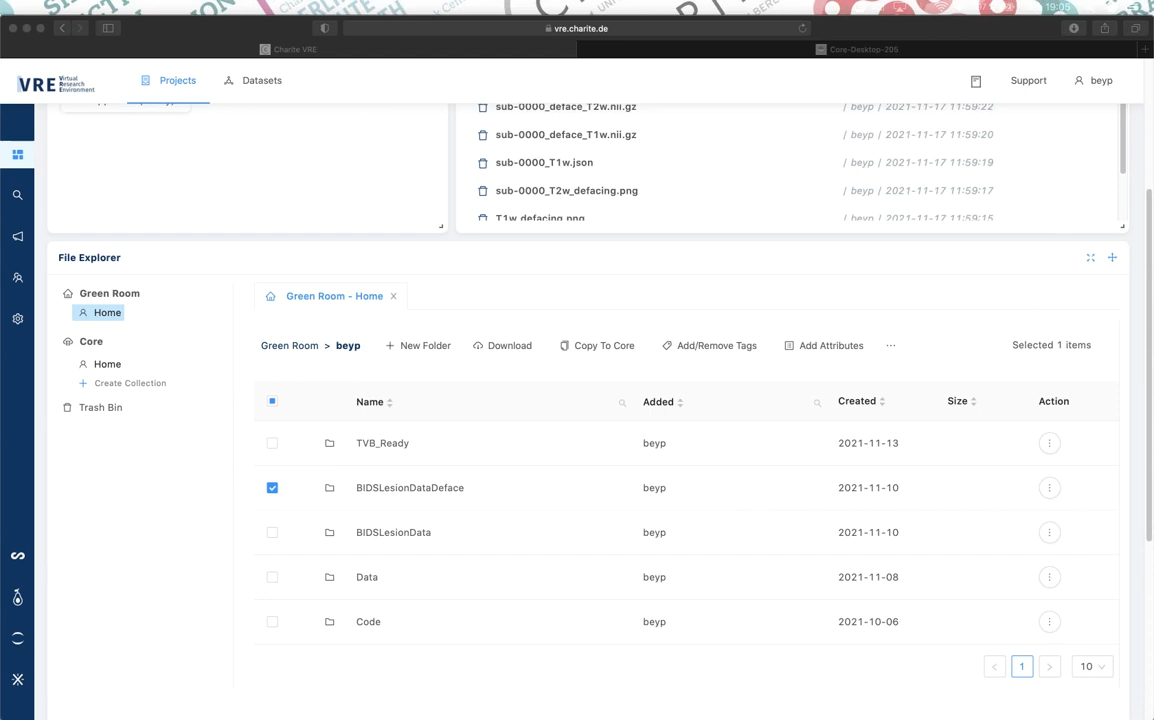 19:05
vre.charite.de
Charite VRE
Core-Desktop-205
VRE Virtual Research Environment
Projects
Datasets
Support
beyp
sub-0000_deface_T2w.nii.gz / beyp / 2021-11-17 11:59:22
sub-0000_deface_T1w.nii.gz / beyp / 2021-11-17 11:59:20
sub-0000_T1w.json / beyp / 2021-11-17 11:59:19
sub-0000_T2w_defacing.png / beyp / 2021-11-17 11:59:17
T1w_defacing.png / beyp / 2021-11-17 11:59:15
File Explorer
Green Room
Home
Core
Home
+ Create Collection
Trash Bin
Green Room - Home
Green Room > beyp
+ New Folder
Download
Copy To Core
Add/Remove Tags
Add Attributes
···
Selected 1 items
Name Added Created Size Action
TVB_Ready beyp 2021-11-13
BIDSLesionDataDeface beyp 2021-11-10
BIDSLesionData beyp 2021-11-10
Data beyp 2021-11-08
Code beyp 2021-10-06
< 1 > 10